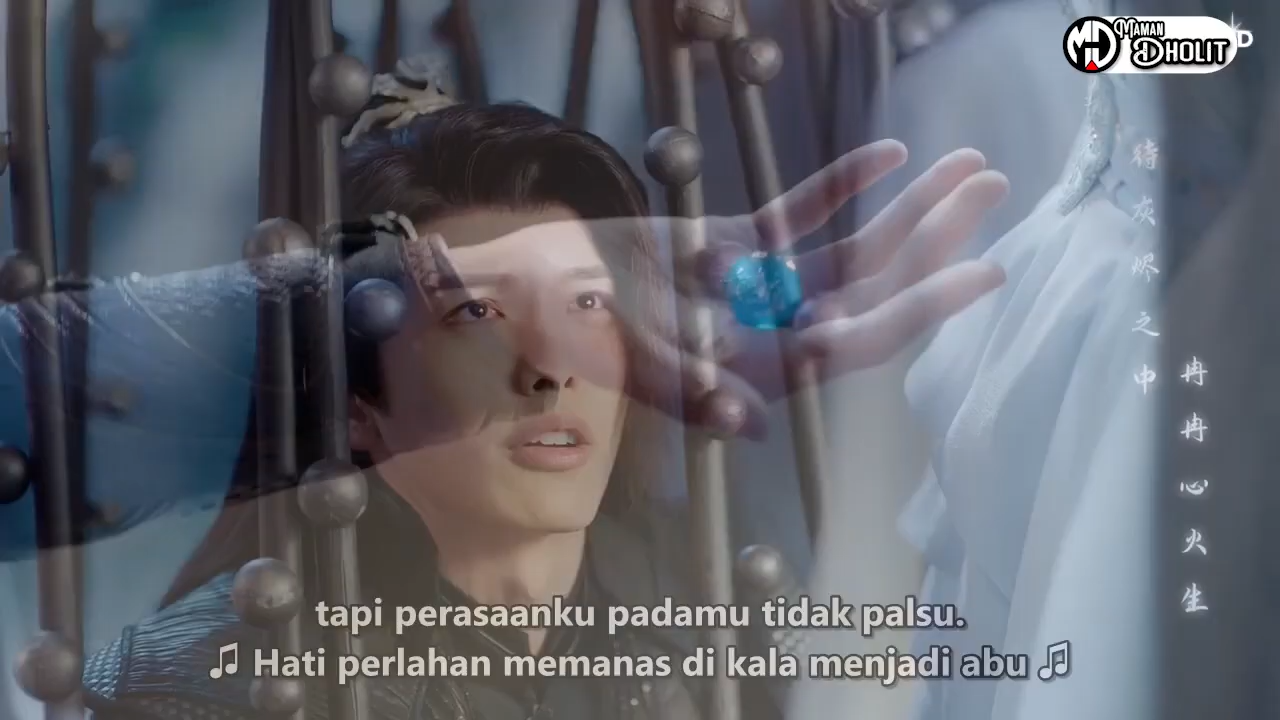 MD MAMAN DHOLIT
D
待灰烬之中
冉冉心火生
tapi perasaanku padamu tidak palsu.
♫ Hati perlahan memanas di kala menjadi abu ♫